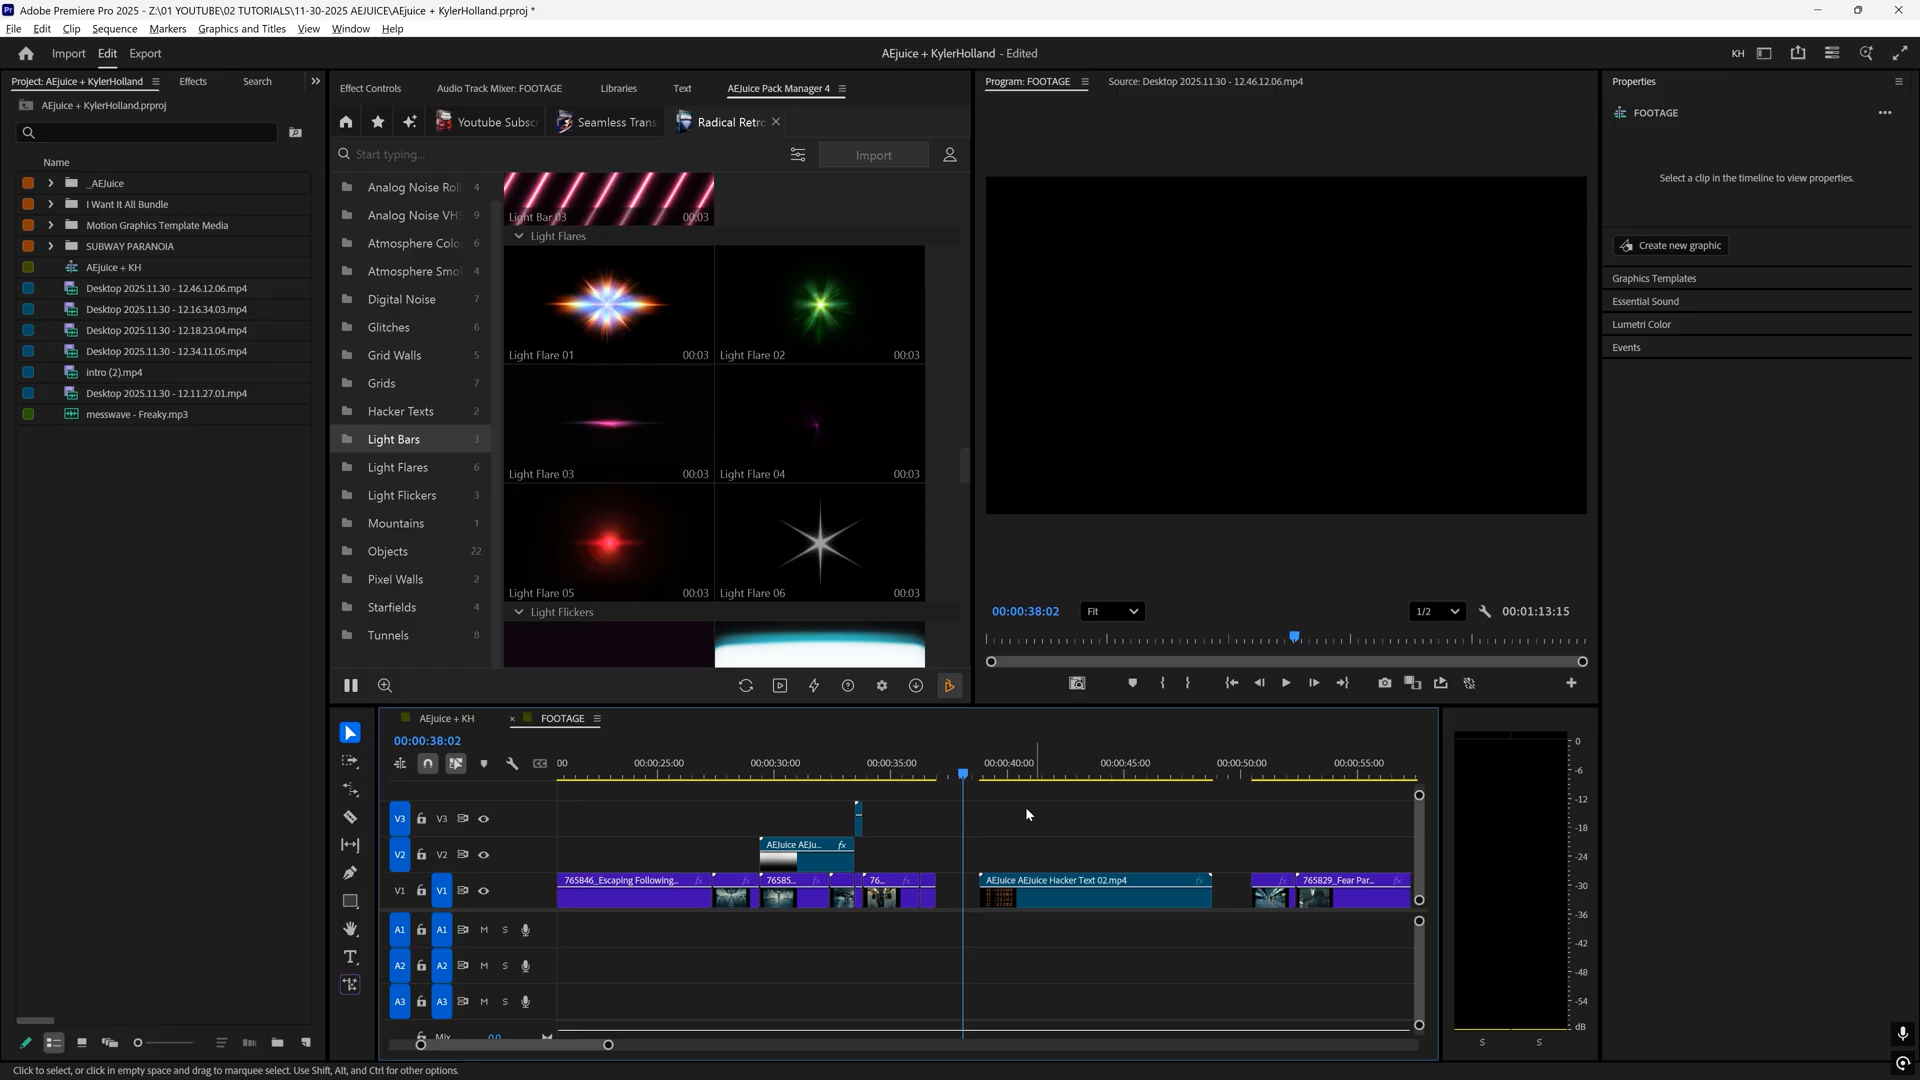 Adobe Premiere Pro 2025 - Z:\01 YOUTUBE\02 TUTORIALS\11-30-2025 AEJUICE\AEjuice + KylerHolland.prproj *
File Edit Clip Sequence Markers Graphics and Titles View Window Help
Import Edit Export
AEjuice + KylerHolland - Edited
KH
Project: AEjuice + KylerHolland
Effects
Search
AEjuice + KylerHolland.prproj
Name
_AEJuice
I Want It All Bundle
Motion Graphics Template Media
SUBWAY PARANOIA
AEjuice + KH
Desktop 2025.11.30 - 12.46.12.06.mp4
Desktop 2025.11.30 - 12.16.34.03.mp4
Desktop 2025.11.30 - 12.18.23.04.mp4
Desktop 2025.11.30 - 12.34.11.05.mp4
intro (2).mp4
Desktop 2025.11.30 - 12.11.27.01.mp4
messwave - Freaky.mp3
Effect Controls
Audio Track Mixer: FOOTAGE
Libraries
Text
AEJuice Pack Manager 4
Youtube Subsc
Seamless Trans
Radical Retro
Start typing...
Import
Analog Noise Rol 4
Analog Noise VH 9
Atmosphere Colo 6
Atmosphere Smo 4
Digital Noise 7
Glitches 6
Grid Walls 5
Grids 7
Hacker Texts 2
Light Bars 3
Light Flares 6
Light Flickers 3
Mountains 1
Objects 22
Pixel Walls 2
Starfields 4
Tunnels 8
Light Bar 03 00:03
Light Flares
Light Flare 01 00:03
Light Flare 02 00:03
Light Flare 03 00:03
Light Flare 04 00:03
Light Flare 05 00:03
Light Flare 06 00:03
Light Flickers
Program: FOOTAGE
Source: Desktop 2025.11.30 - 12.46.12.06.mp4
00:00:38:02
Fit
1/2
00:01:13:15
Properties
FOOTAGE
Select a clip in the timeline to view properties.
Create new graphic
Graphics Templates
Essential Sound
Lumetri Color
Events
AEjuice + KH
FOOTAGE
00:00:38:02
00 00:00:25:00 00:00:30:00 00:00:35:00 00:00:40:00 00:00:45:00 00:00:50:00 00:00:55:00
V3 V3
V2 V2
AEJuice AEJu... fx
V1 V1
765846_Escaping Following... fx
fx
76585... fx
76... fx
AEJuice AEJuice Hacker Text 02.mp4 fx
fx
765829_Fear Par... fx
A1 A1 M S
A2 A2 M S
A3 A3 M S
Mix 0.0
0
-6
-12
-18
-24
-30
-36
-42
-48
-54
dB
S S
Click to select, or click in empty space and drag to marquee select. Use Shift, Alt, and Ctrl for other options.